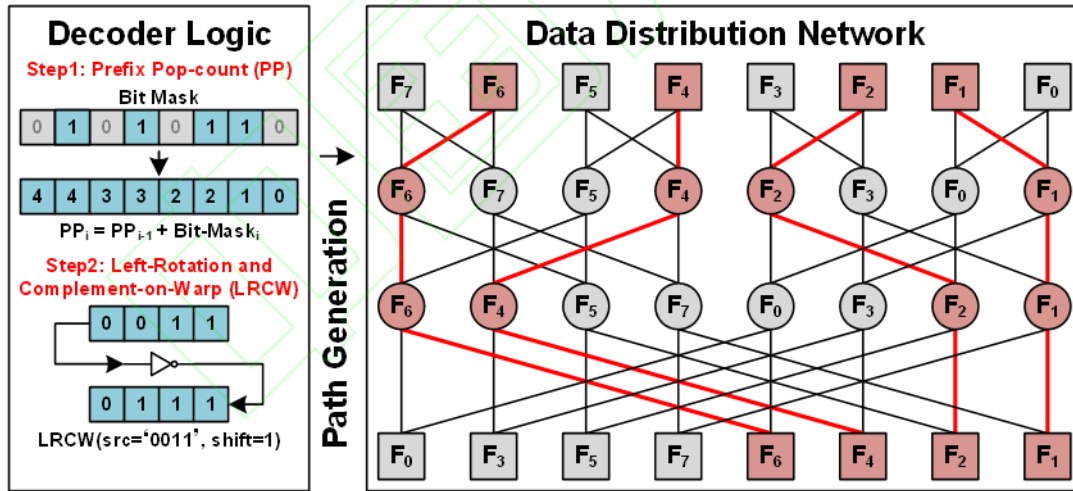 Decoder Logic
Step1: Prefix Pop-count (PP)
Bit Mask
0 1 0 1 0 1 1 0
4 4 3 3 2 2 1 0
PPᵢ = PPᵢ₋₁ + Bit-Maskᵢ
Step2: Left-Rotation and
Complement-on-Warp (LRCW)
0 0 1 1
0 1 1 1
LRCW(src=‘0011’, shift=1)
Path Generation
Data Distribution Network
F₇ F₆ F₅ F₄ F₃ F₂ F₁ F₀
F₆ F₇ F₅ F₄ F₂ F₃ F₀ F₁
F₆ F₄ F₅ F₇ F₀ F₃ F₂ F₁
F₀ F₃ F₅ F₇ F₆ F₄ F₂ F₁